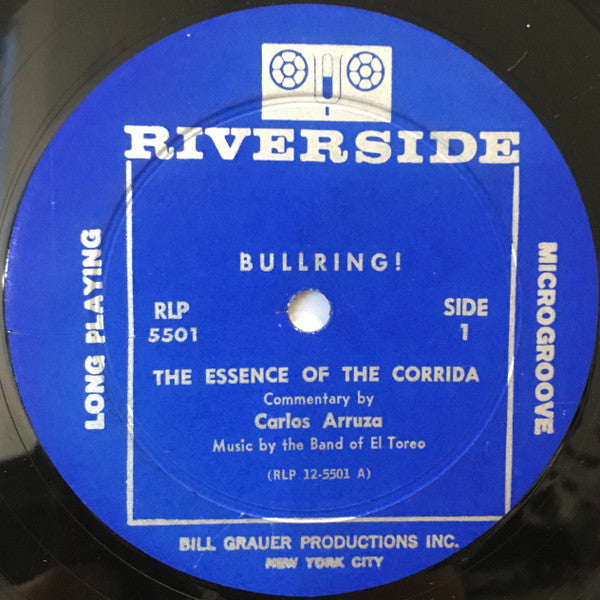 RIVERSIDE
BULLRING!
LONG PLAYING
MICROGROOVE
RLP
5501
SIDE
1
THE ESSENCE OF THE CORRIDA
Commentary by
Carlos Arruza
Music by the Band of El Toreo
(RLP 12-5501 A)
BILL GRAUER PRODUCTIONS INC.
NEW YORK CITY